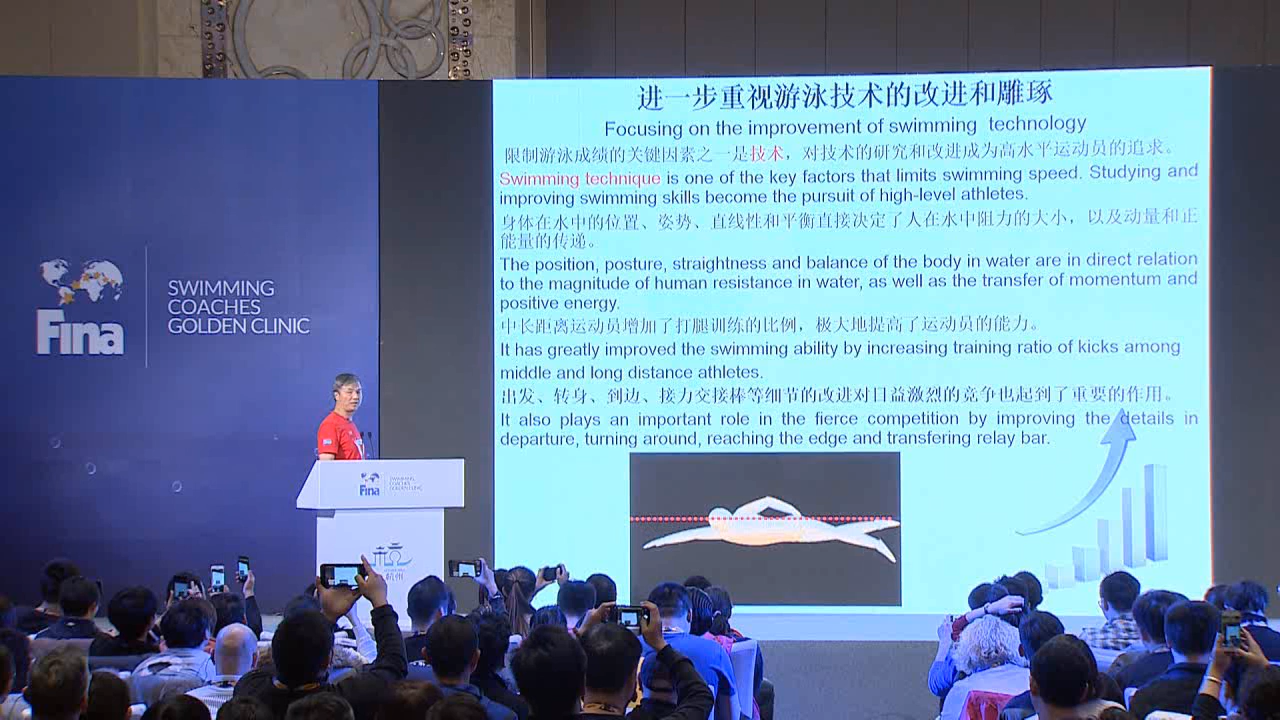 进一步重视游泳技术的改进和雕琢
Focusing on the improvement of swimming technology
限制游泳成绩的关键因素之一是技术，对技术的研究和改进成为高水平运动员的追求。
Swimming technique is one of the key factors that limits swimming speed. Studying and
improving swimming skills become the pursuit of high-level athletes.
身体在水中的位置、姿势、直线性和平衡直接决定了人在水中阻力的大小，以及动量和正
能量的传递。
The position, posture, straightness and balance of the body in water are in direct relation
to the magnitude of human resistance in water, as well as the transfer of momentum and
positive energy.
中长距离运动员增加了打腿训练的比例，极大地提高了运动员的能力。
It has greatly improved the swimming ability by increasing training ratio of kicks among
middle and long distance athletes.
出发、转身、到边、接力交接棒等细节的改进对日益激烈的竞争也起到了重要的作用。
It also plays an important role in the fierce competition by improving the details in
departure, turning around, reaching the edge and transfering relay bar.
Fina
SWIMMING
COACHES
GOLDEN CLINIC
Fina
SWIMMING
COACHES
GOLDEN CLINIC
杭州